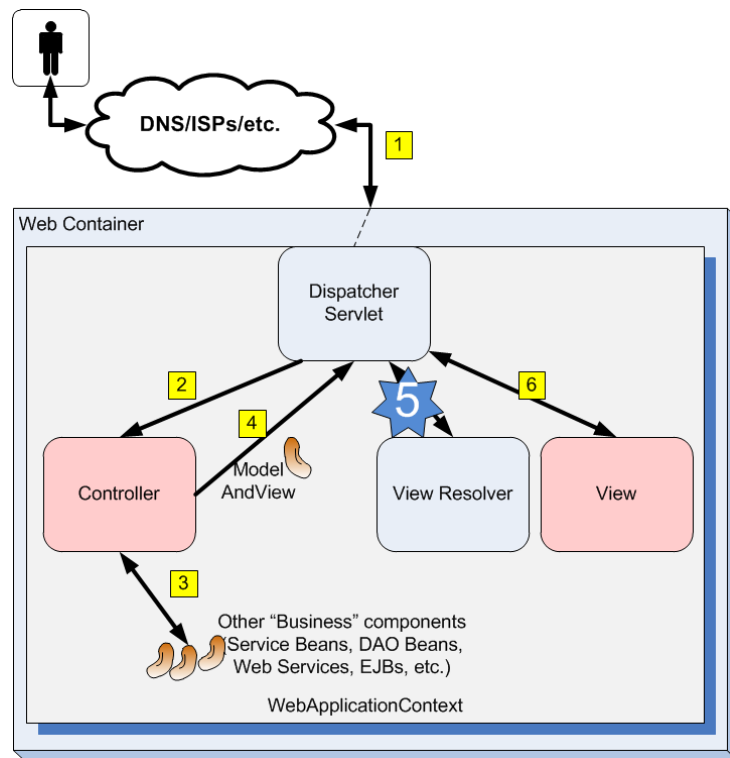 DNS/ISPs/etc.
1
Web Container
Dispatcher
Servlet
2
5
6
4
Model
AndView
Controller
View Resolver
View
3
Other “Business” components
(Service Beans, DAO Beans,
Web Services, EJBs, etc.)
WebApplicationContext